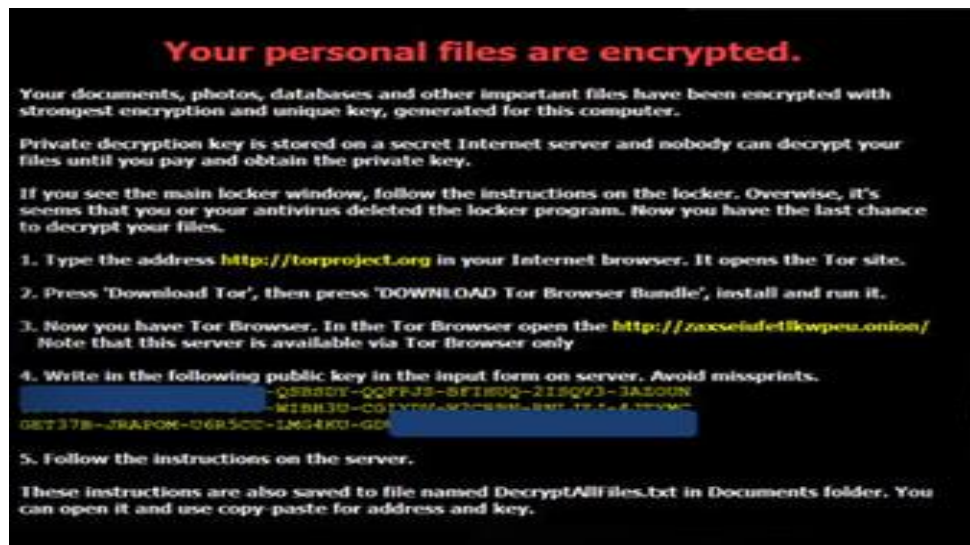 Your personal files are encrypted.
Your documents, photos, databases and other important files have been encrypted with
strongest encryption and unique key, generated for this computer.
Private decryption key is stored on a secret Internet server and nobody can decrypt your
files until you pay and obtain the private key.
If you see the main locker window, follow the instructions on the locker. Overwise, it's
seems that you or your antivirus deleted the locker program. Now you have the last chance
to decrypt your files.
1. Type the address http://torproject.org in your Internet browser. It opens the Tor site.
2. Press 'Download Tor', then press 'DOWNLOAD Tor Browser Bundle', install and run it.
3. Now you have Tor Browser. In the Tor Browser open the
Note that this server is available via Tor Browser only
4. Write in the following public key in the input form on server. Avoid missprints.
5. Follow the instructions on the server.
These instructions are also saved to file named DecryptAllFiles.txt in Documents folder. You
can open it and use copy-paste for address and key.